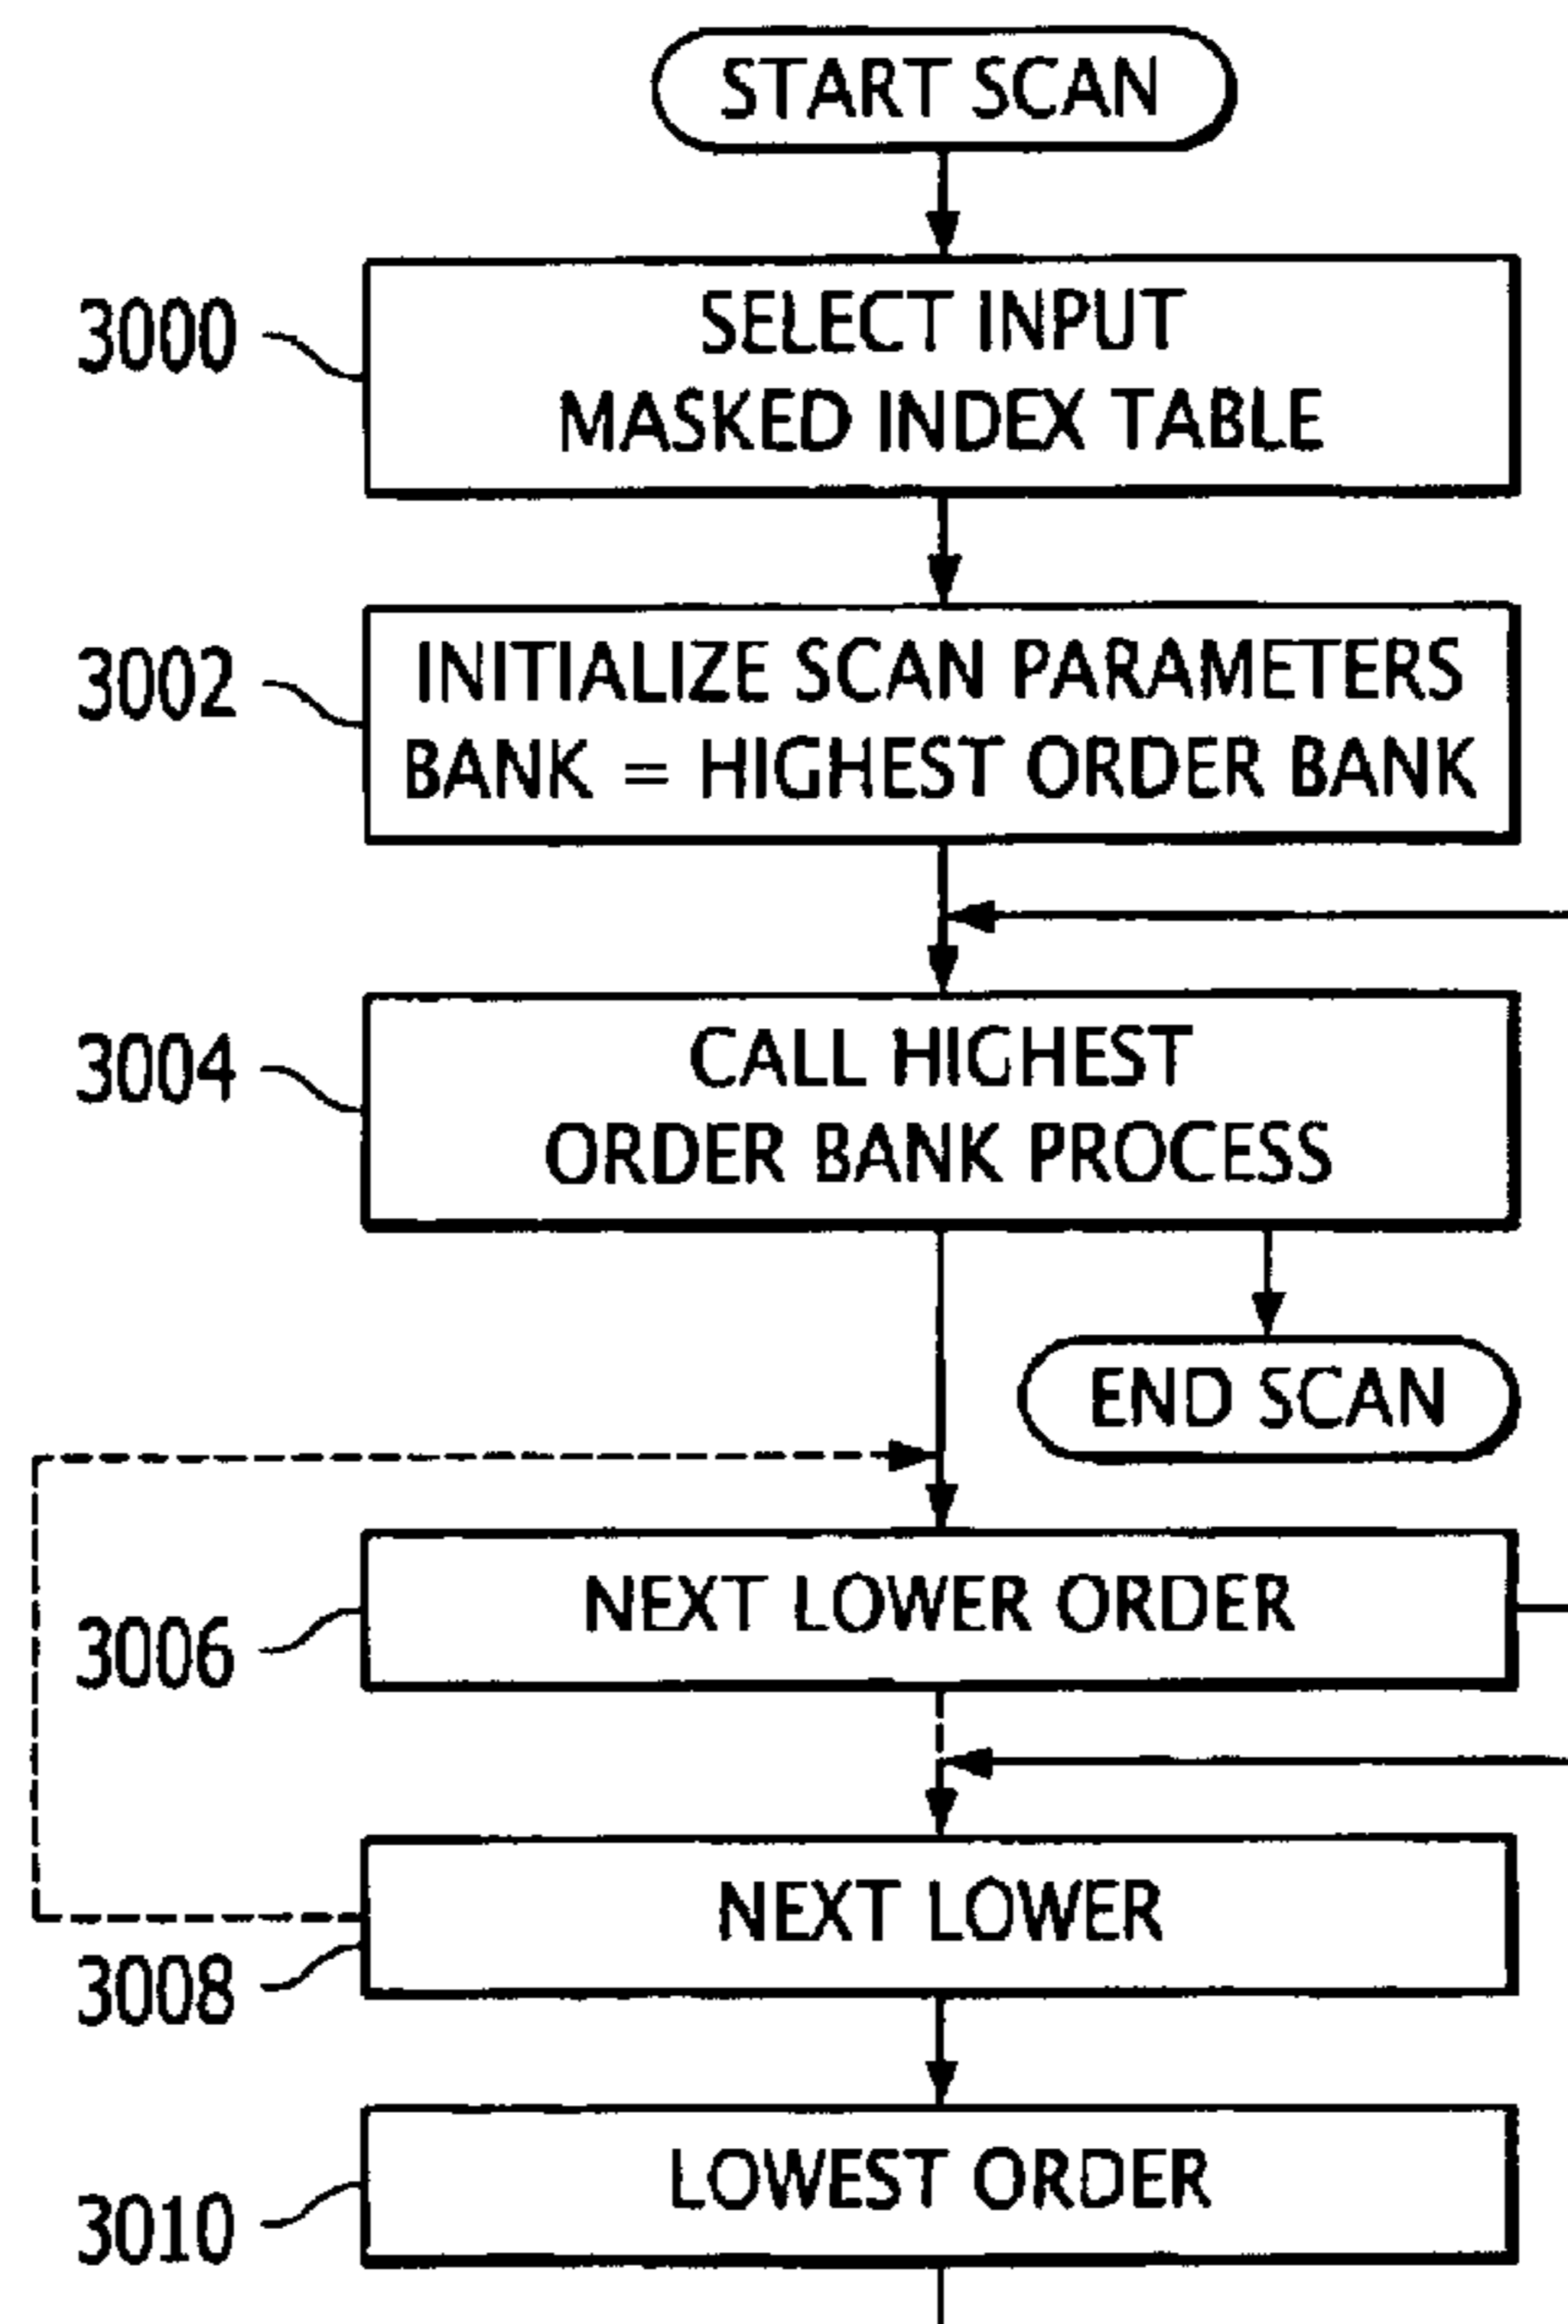 START SCAN
3000
SELECT INPUT
MASKED INDEX TABLE
3002
INITIALIZE SCAN PARAMETERS
BANK = HIGHEST ORDER BANK
3004
CALL HIGHEST
ORDER BANK PROCESS
END SCAN
3006
NEXT LOWER ORDER
3008
NEXT LOWER
3010
LOWEST ORDER